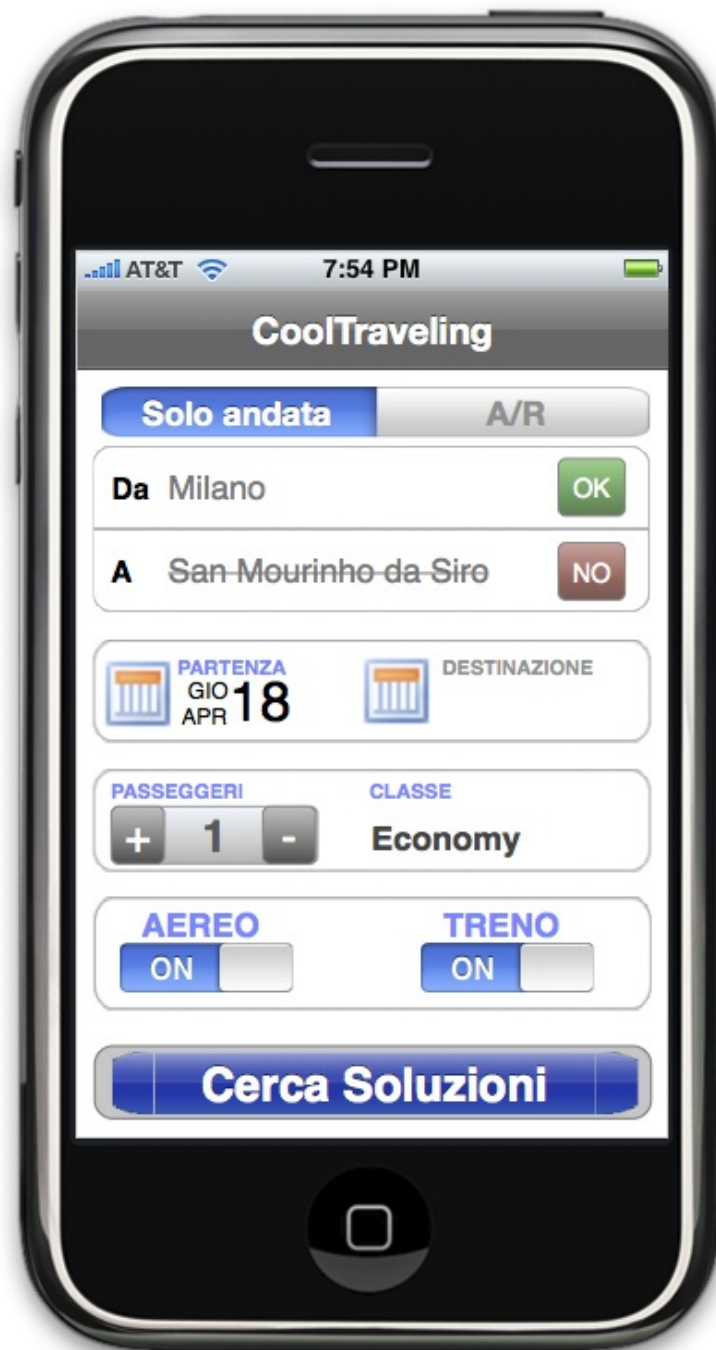 AT&T 7:54 PM
CoolTraveling
Solo andata A/R
Da Milano OK
A San Mourinho da Siro NO
PARTENZA DESTINAZIONE
GIO 18
APR
PASSEGGERI CLASSE
+ 1 - Economy
AEREO TRENO
ON ON
Cerca Soluzioni